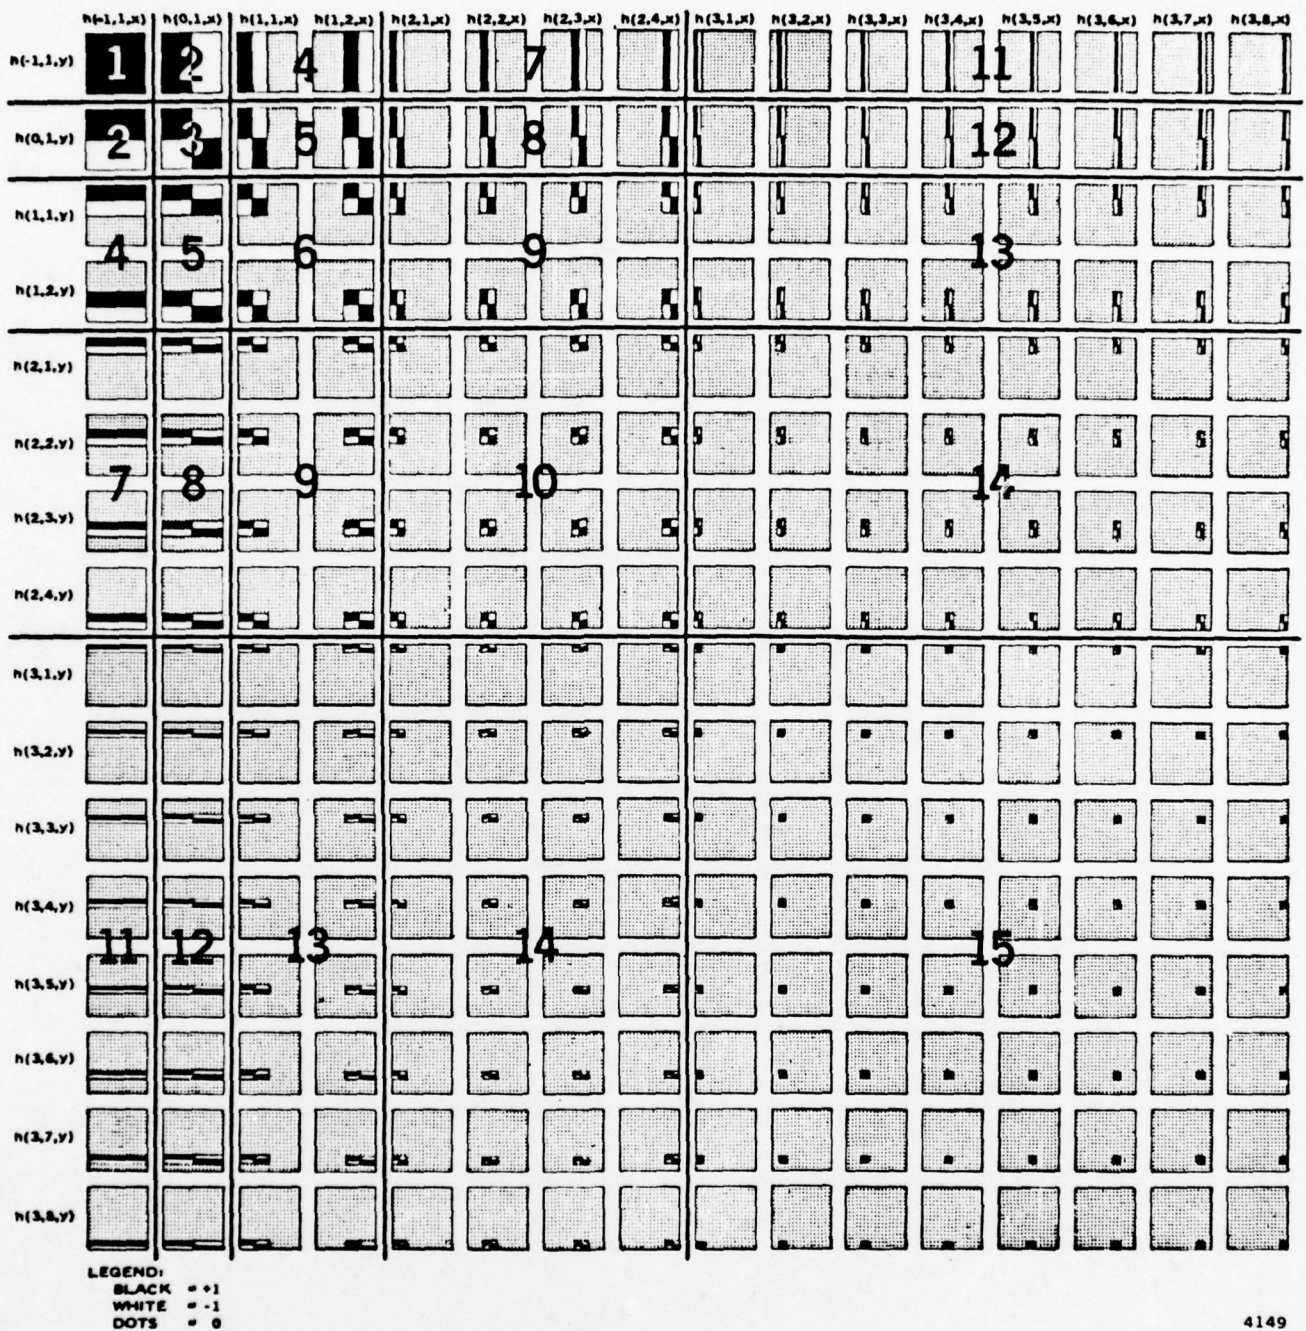 h(-1,1,x) h(0,1,x) h(1,1,x) h(1,2,x) h(2,1,x) h(2,2,x) h(2,3,x) h(2,4,x) h(3,1,x) h(3,2,x) h(3,3,x) h(3,4,x) h(3,5,x) h(3,6,x) h(3,7,x) h(3,8,x)
h(-1,1,y) 1 2 4 7 11
h(0,1,y) 2 3 5 8 12
h(1,1,y)
4 5 6 9 13
h(1,2,y)
h(2,1,y)
h(2,2,y)
7 8 9 10 14
h(2,3,y)
h(2,4,y)
h(3,1,y)
h(3,2,y)
h(3,3,y)
h(3,4,y)
11 12 13 14 15
h(3,5,y)
h(3,6,y)
h(3,7,y)
h(3,8,y)
LEGEND:
BLACK = +1
WHITE = -1
DOTS = 0
4149